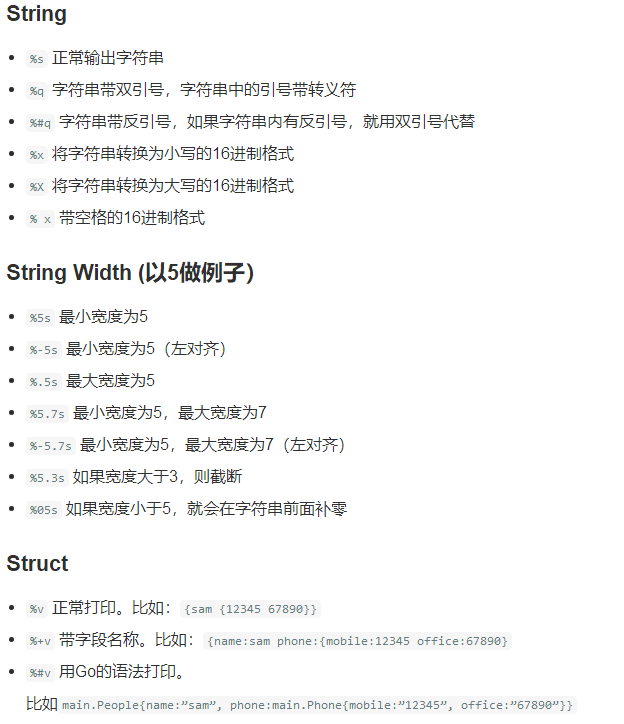 String
%s 正常输出字符串
%q 字符串带双引号，字符串中的引号带转义符
%#q 字符串带反引号，如果字符串内有反引号，就用双引号代替
%x 将字符串转换为小写的16进制格式
%X 将字符串转换为大写的16进制格式
% x 带空格的16进制格式
String Width (以5做例子）
%5s 最小宽度为5
%-5s 最小宽度为5（左对齐）
%.5s 最大宽度为5
%5.7s 最小宽度为5，最大宽度为7
%-5.7s 最小宽度为5，最大宽度为7（左对齐）
%5.3s 如果宽度大于3，则截断
%05s 如果宽度小于5，就会在字符串前面补零
Struct
%v 正常打印。比如：{sam {12345 67890}}
%+v 带字段名称。比如：{name:sam phone:{mobile:12345 office:67890}
%#v 用Go的语法打印。
比如 main.People{name:”sam”, phone:main.Phone{mobile:”12345”, office:”67890”}}